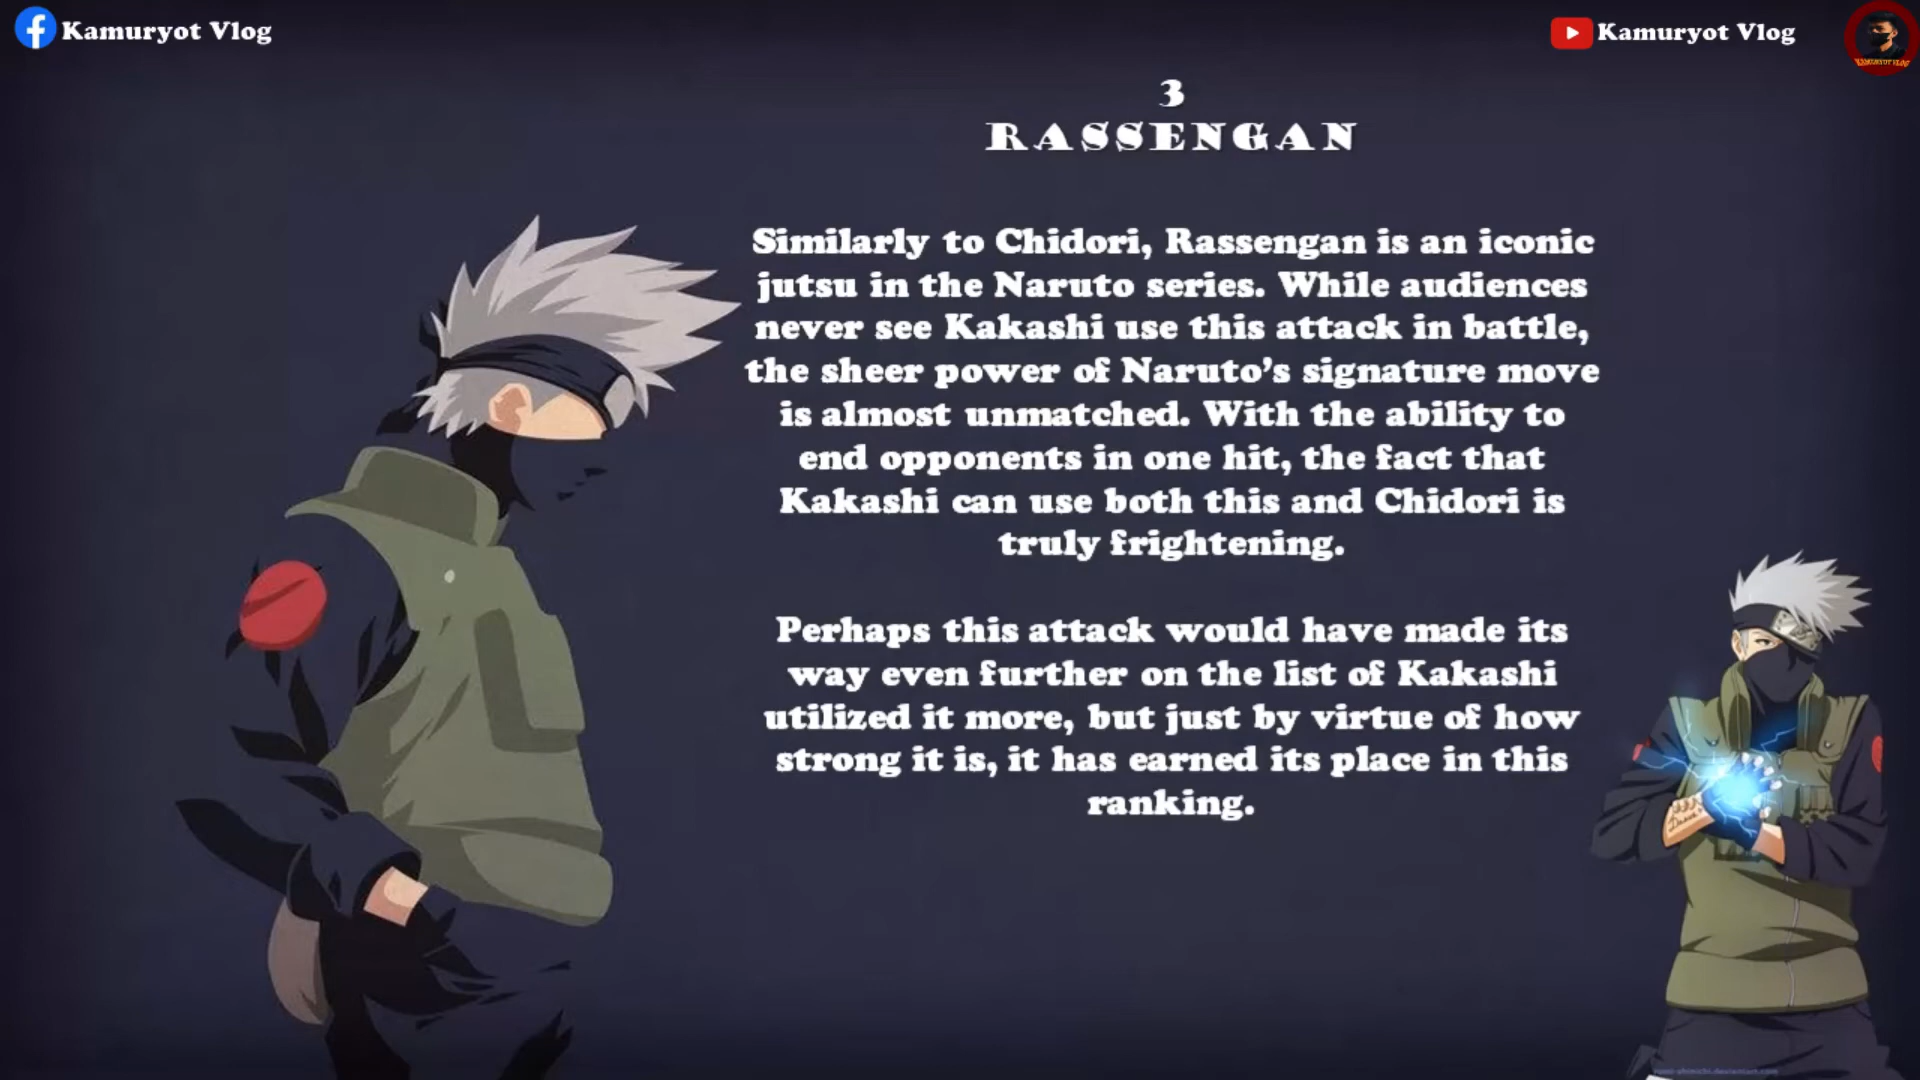 Kamuryot Vlog
Kamuryot Vlog
KAMURYOT VLOG
3
RASSENGAN
Similarly to Chidori, Rassengan is an iconic
jutsu in the Naruto series. While audiences
never see Kakashi use this attack in battle,
the sheer power of Naruto’s signature move
is almost unmatched. With the ability to
end opponents in one hit, the fact that
Kakashi can use both this and Chidori is
truly frightening.
Perhaps this attack would have made its
way even further on the list of Kakashi
utilized it more, but just by virtue of how
strong it is, it has earned its place in this
ranking.